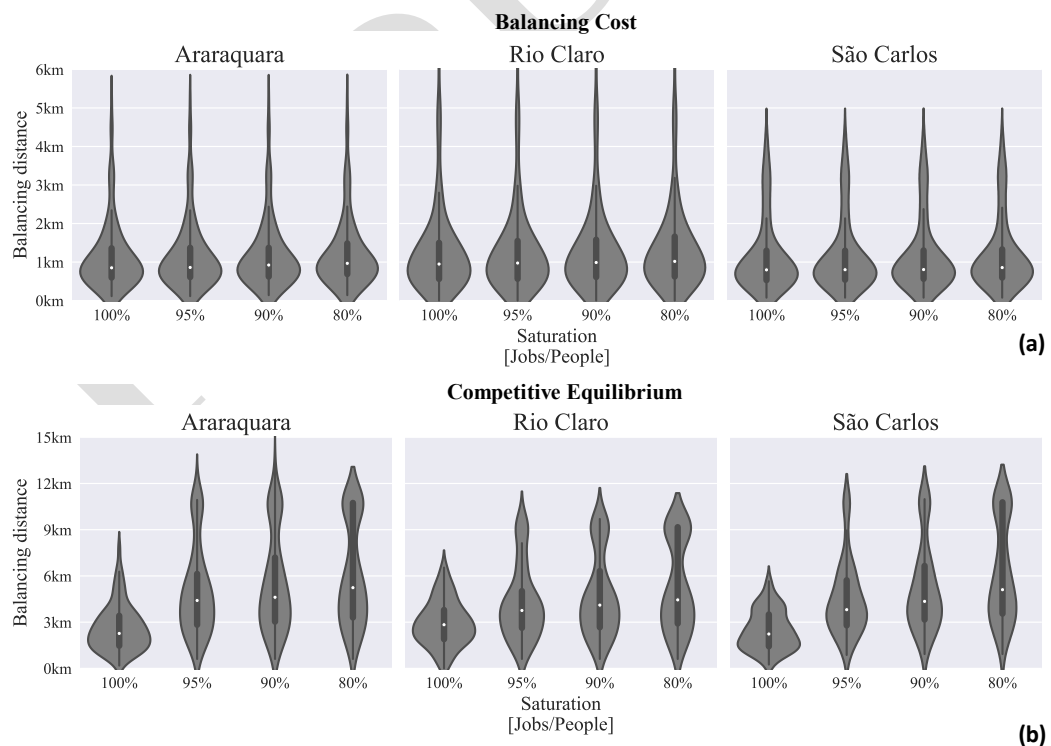 Balancing Cost
Araraquara
Rio Claro
São Carlos
6km
5km
4km
3km
2km
1km
0km
Balancing distance
100% 95% 90% 80%
100% 95% 90% 80%
100% 95% 90% 80%
Saturation
[Jobs/People]
(a)
Competitive Equilibrium
Araraquara
Rio Claro
São Carlos
15km
12km
9km
6km
3km
0km
Balancing distance
100% 95% 90% 80%
100% 95% 90% 80%
100% 95% 90% 80%
Saturation
[Jobs/People]
(b)